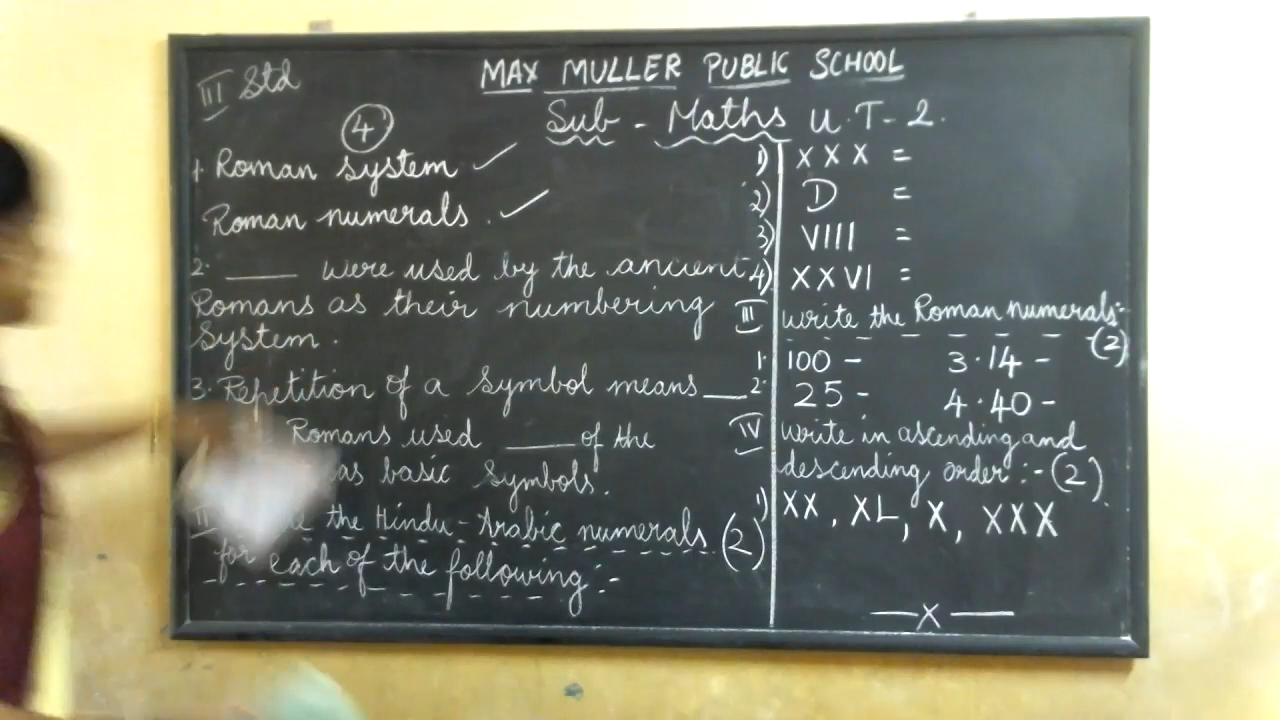 III Std
MAX MULLER PUBLIC SCHOOL
Sub - Maths U.T-2.
4
1. Roman system ✓
Roman numerals. ✓
2. ____ were used by the ancient
Romans as their numbering
System.
3. Repetition of a symbol means ___
Romans used ____ of the
as basic symbols.
II the Hindu-Arabic numerals (2)
for each of the following:-
1) XXX =
2) D =
3) VIII =
4) XXVI =
III write the Roman numerals:-
(2)
1. 100 - 3. 14 -
2. 25 - 4. 40 -
IV write in ascending and
descending order:- (2)
1) XX, XL, X, XXX
—x—